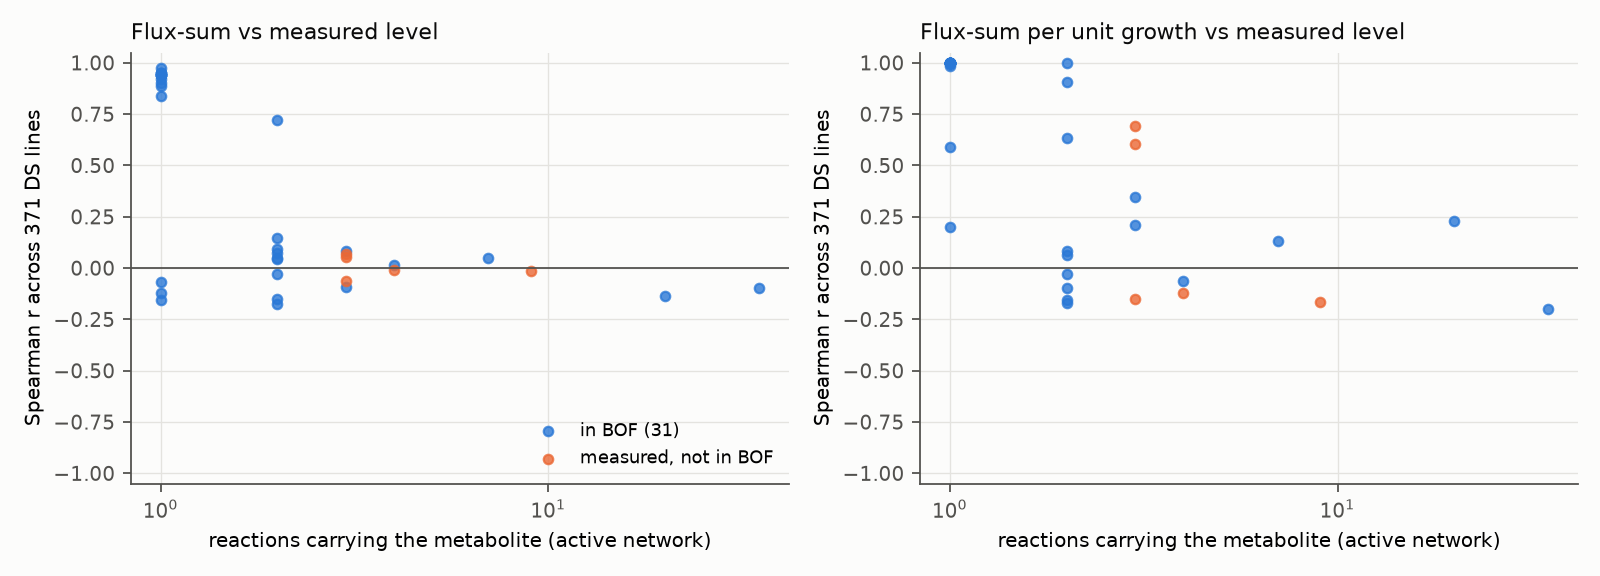 Flux-sum vs measured level
Spearman r across 371 DS lines
1.00
0.75
0.50
0.25
0.00
−0.25
−0.50
−0.75
−1.00
in BOF (31)
measured, not in BOF
10⁰
10¹
reactions carrying the metabolite (active network)
Flux-sum per unit growth vs measured level
Spearman r across 371 DS lines
1.00
0.75
0.50
0.25
0.00
−0.25
−0.50
−0.75
−1.00
10⁰
10¹
reactions carrying the metabolite (active network)